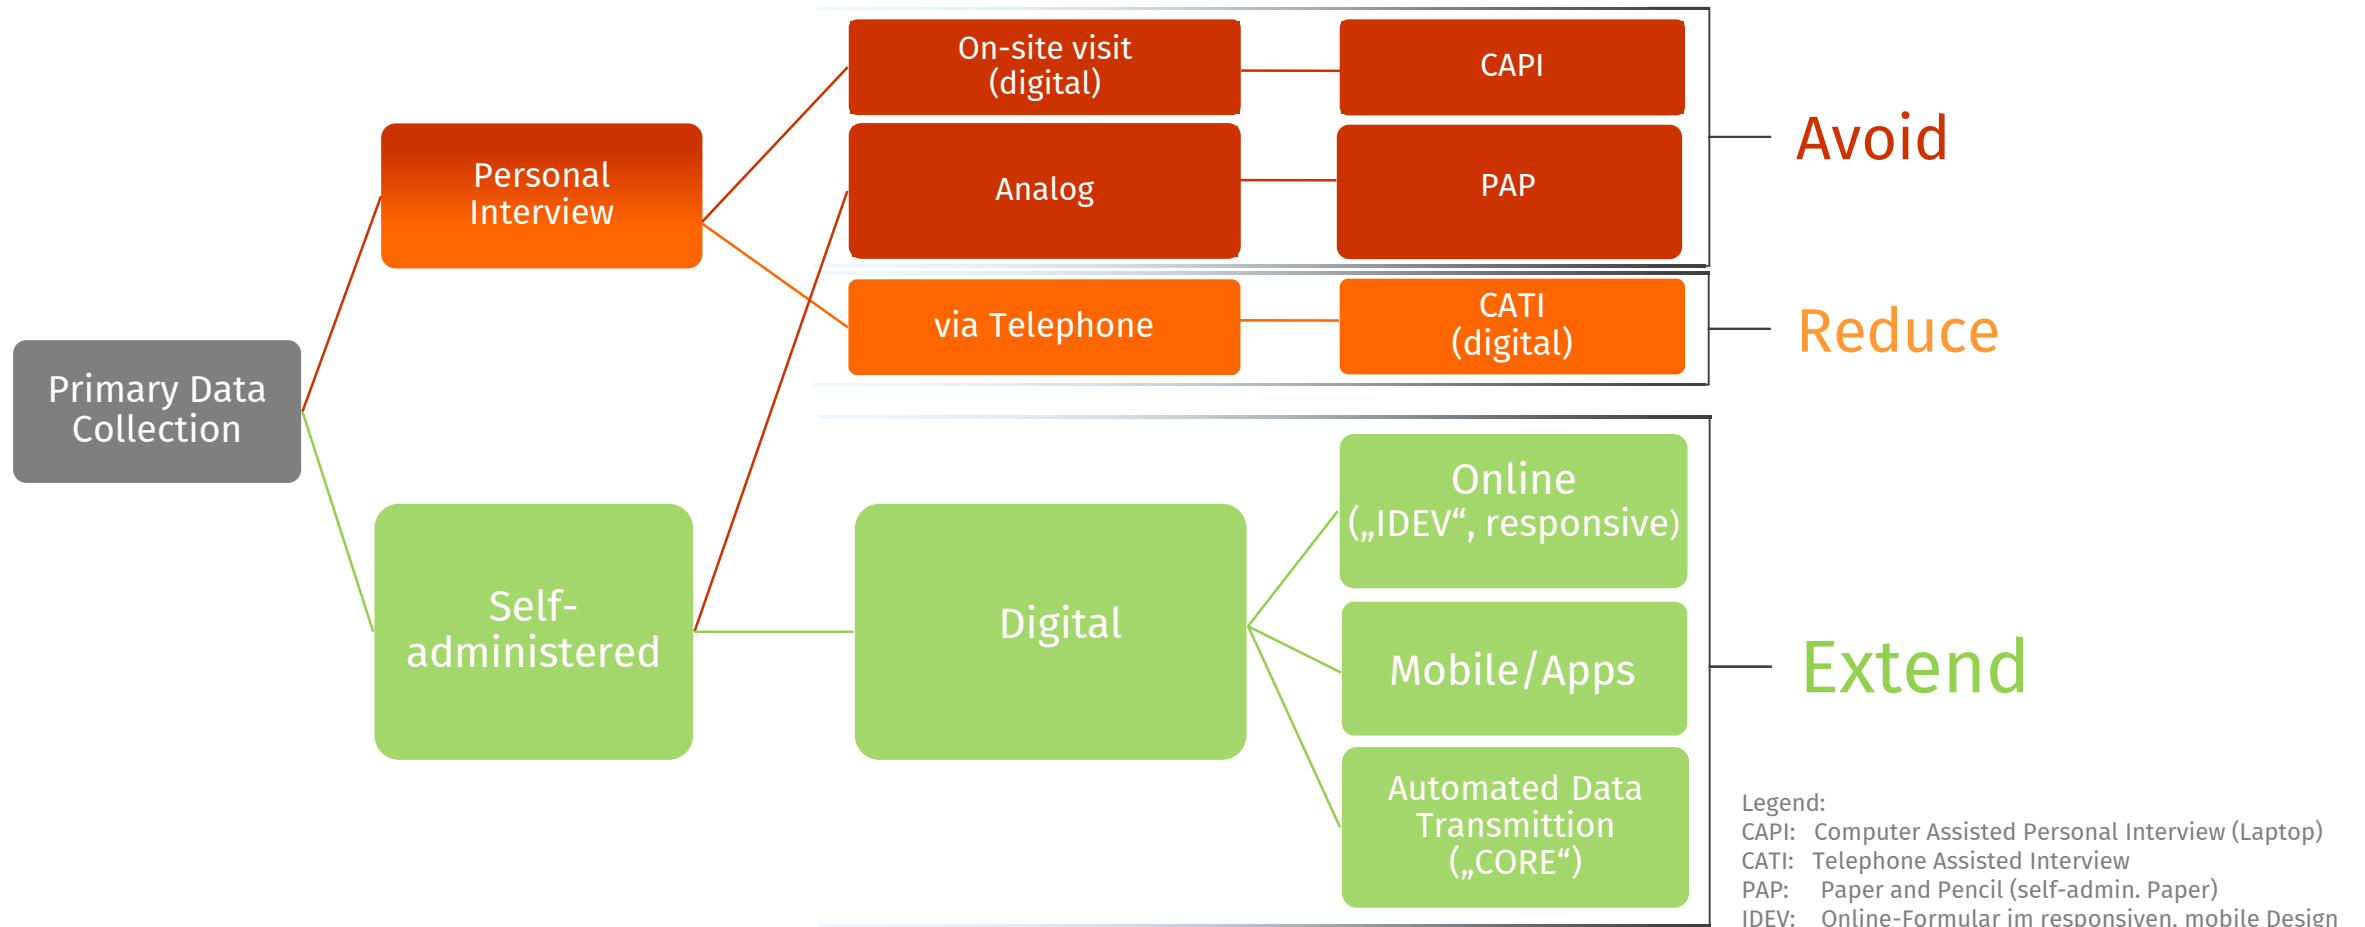 On-site visit
(digital)
CAPI
Avoid
Personal
Interview
Analog
PAP
via Telephone
CATI
(digital)
Reduce
Primary Data
Collection
Online
(„IDEV“, responsive)
Self-
administered
Digital
Mobile/Apps
Extend
Automated Data
Transmittion
(„CORE“)
Legend:
CAPI: Computer Assisted Personal Interview (Laptop)
CATI: Telephone Assisted Interview
PAP: Paper and Pencil (self-admin. Paper)
IDEV: Online-Formular im responsiven, mobile Design